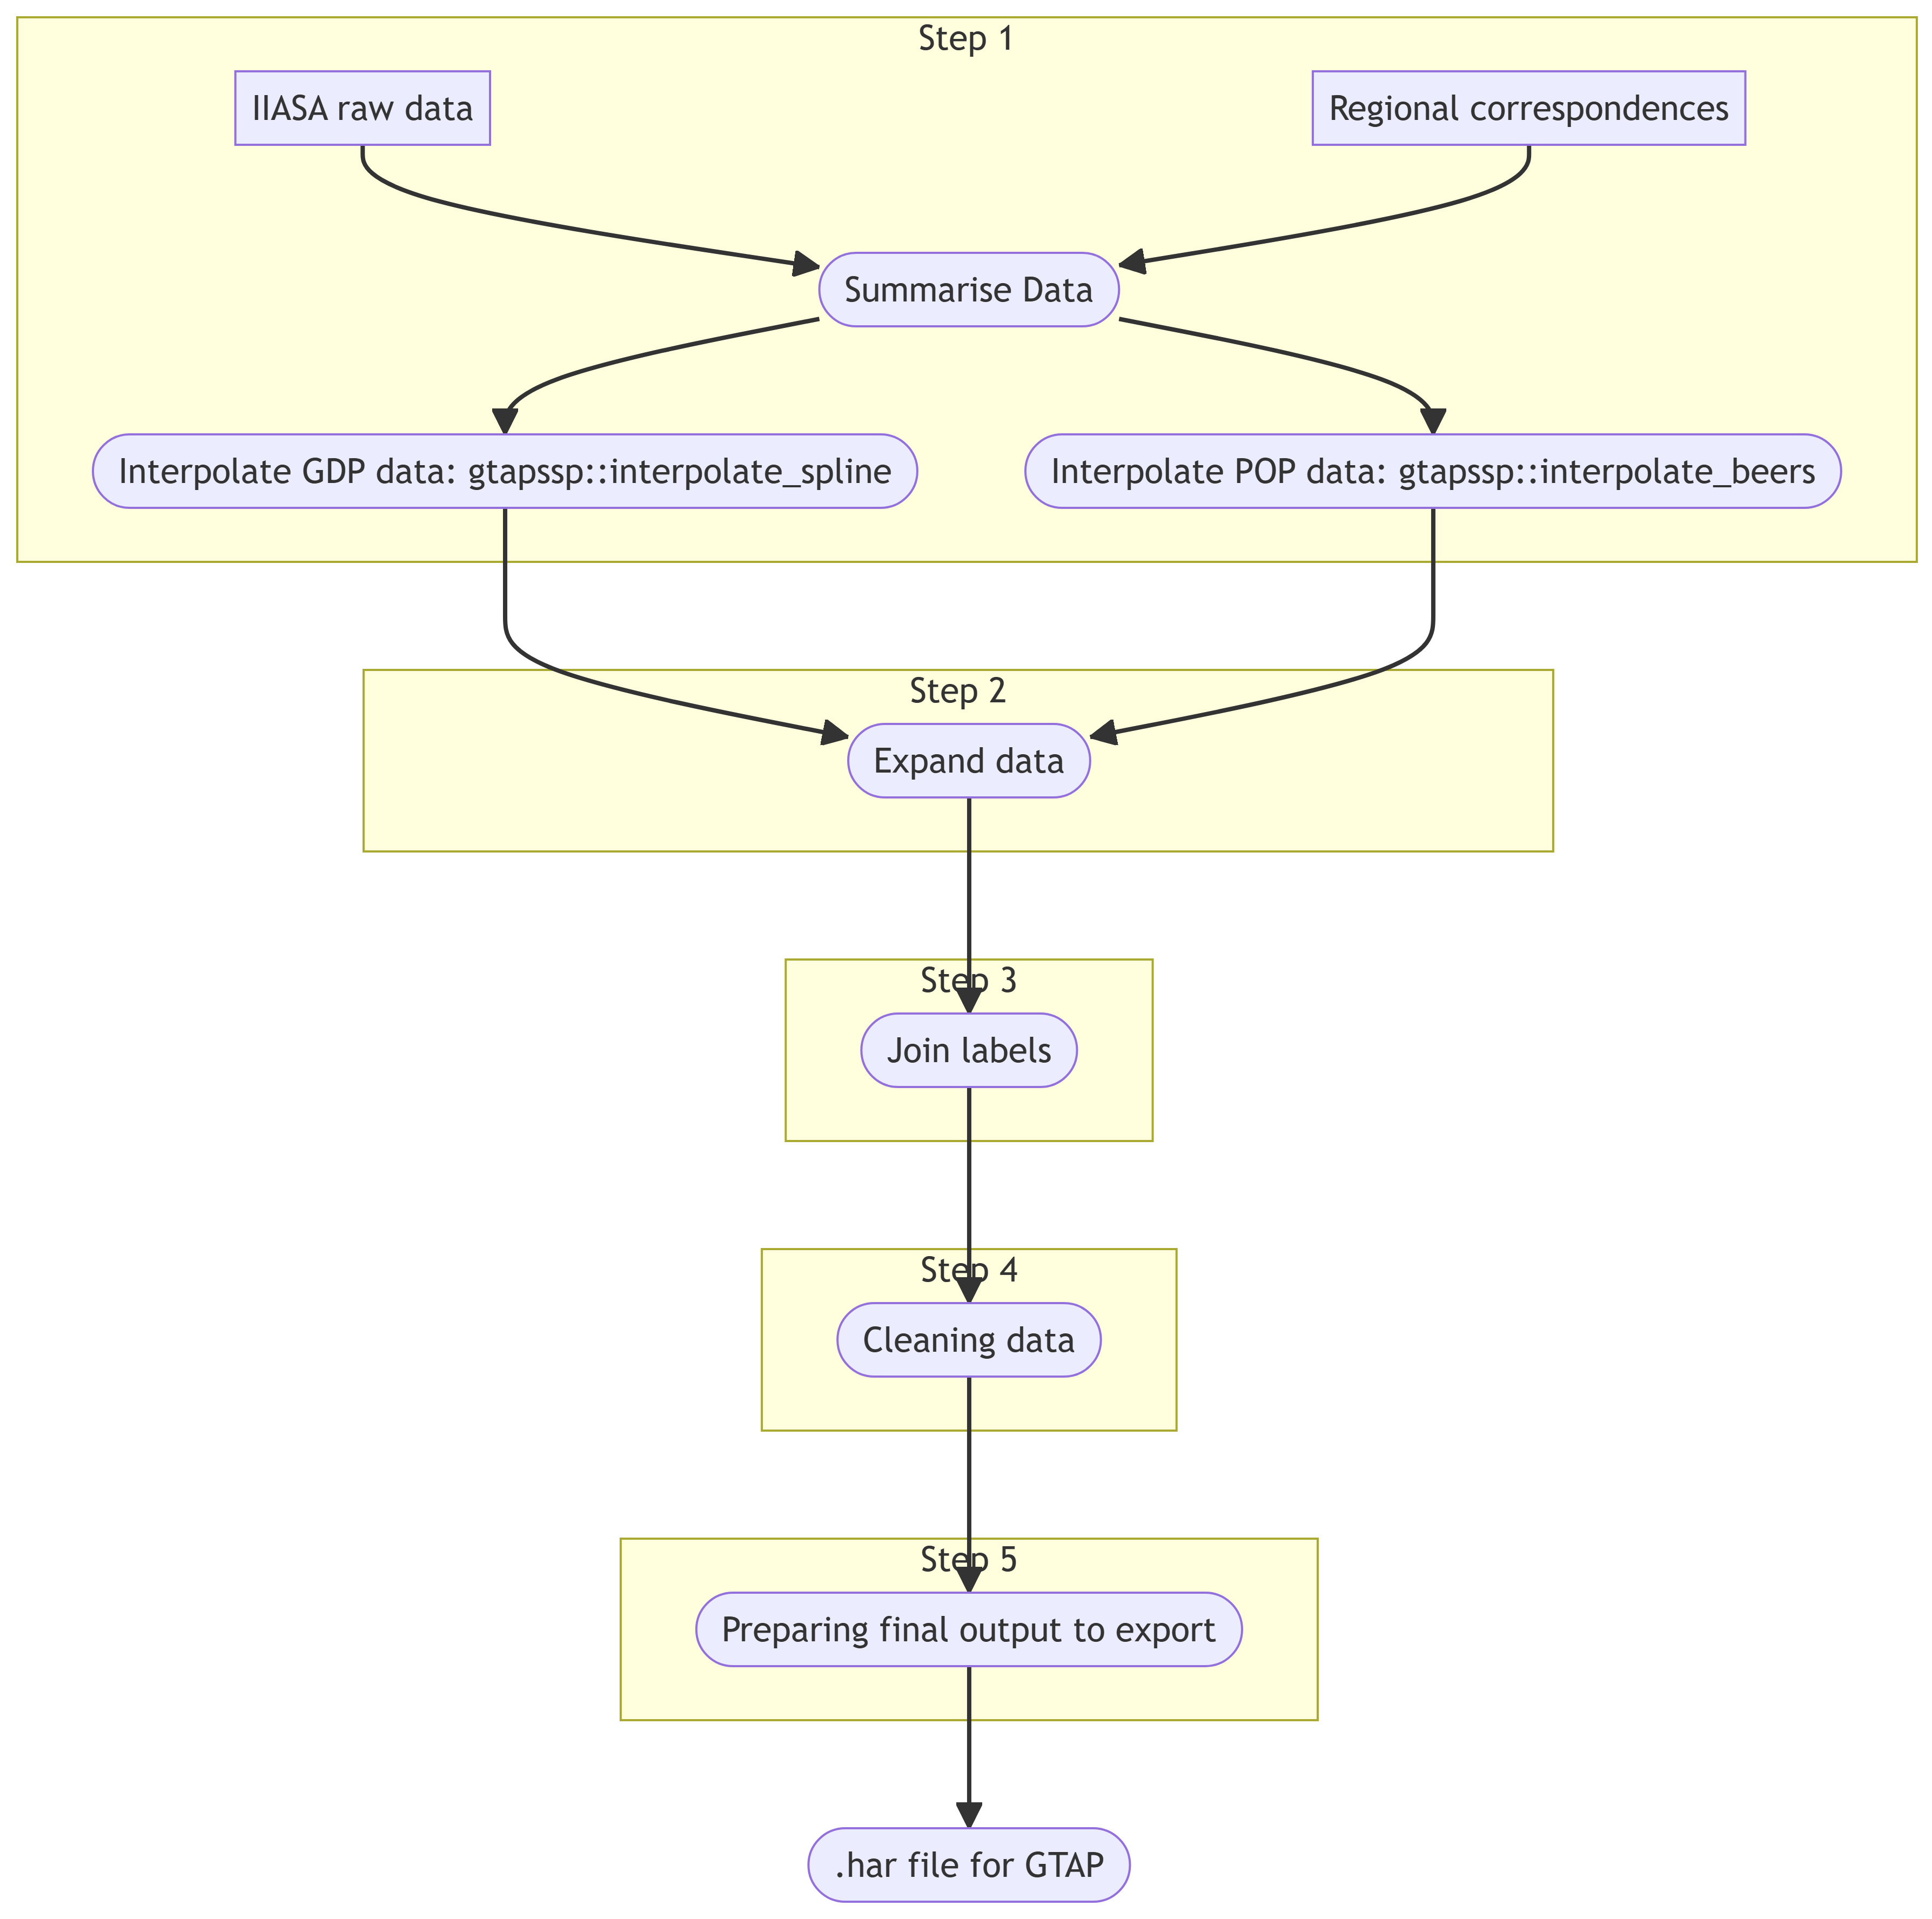 Step 1
IIASA raw data
Regional correspondences
Summarise Data
Interpolate GDP data: gtapssp::interpolate_spline
Interpolate POP data: gtapssp::interpolate_beers
Step 2
Expand data
Step 3
Join labels
Step 4
Cleaning data
Step 5
Preparing final output to export
.har file for GTAP